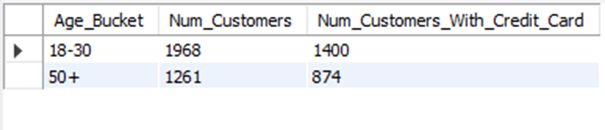 Age_Bucket Num_Customers Num_Customers_With_Credit_Card
18-30 1968 1400
50+ 1261 874